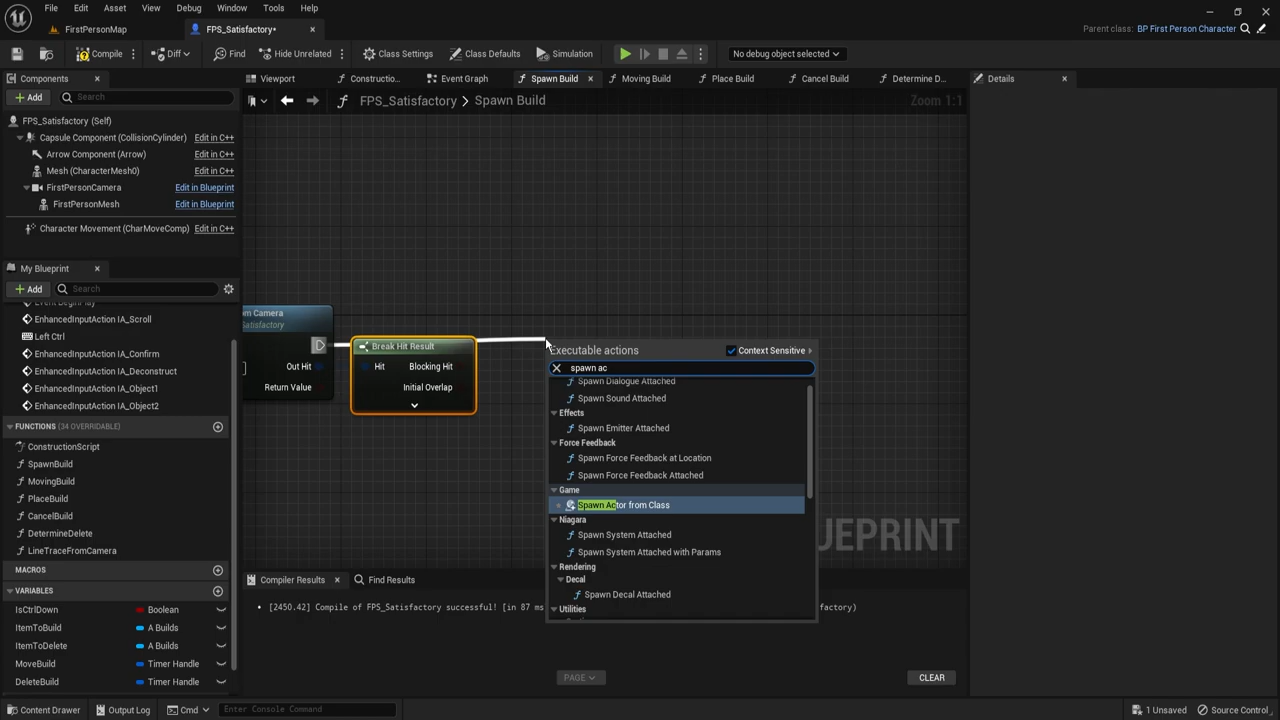 File Edit Asset View Debug Window Tools Help
FirstPersonMap
FPS_Satisfactory•
Parent class: BP First Person Character
Compile
Diff
Find
Hide Unrelated
Class Settings
Class Defaults
Simulation
No debug object selected
Components
Viewport
Constructio...
Event Graph
Spawn Build
Moving Build
Place Build
Cancel Build
Determine D...
Details
Add
Search
FPS_Satisfactory > Spawn Build
Zoom 1:1
FPS_Satisfactory (Self)
Capsule Component (CollisionCylinder) Edit in C++
Arrow Component (Arrow) Edit in C++
Mesh (CharacterMesh0) Edit in C++
FirstPersonCamera Edit in Blueprint
FirstPersonMesh Edit in Blueprint
Character Movement (CharMoveComp) Edit in C++
My Blueprint
Add
Search
EnhancedInputAction IA_Scroll
Left Ctrl
EnhancedInputAction IA_Confirm
EnhancedInputAction IA_Deconstruct
EnhancedInputAction IA_Object1
EnhancedInputAction IA_Object2
FUNCTIONS (34 OVERRIDABLE)
ConstructionScript
SpawnBuild
MovingBuild
PlaceBuild
CancelBuild
DetermineDelete
LineTraceFromCamera
MACROS
VARIABLES
IsCtrlDown Boolean
ItemToBuild A Builds
ItemToDelete A Builds
MoveBuild Timer Handle
DeleteBuild Timer Handle
om Camera
Satisfactory
Out Hit
Return Value
Break Hit Result
Hit
Blocking Hit
Initial Overlap
Executable actions
Context Sensitive
spawn ac
Spawn Dialogue Attached
Spawn Sound Attached
Effects
Spawn Emitter Attached
Force Feedback
Spawn Force Feedback at Location
Spawn Force Feedback Attached
Game
Spawn Actor from Class
Niagara
Spawn System Attached
Spawn System Attached with Params
Rendering
Decal
Spawn Decal Attached
Utilities
UEPRINT
Compiler Results
Find Results
[2450.42] Compile of FPS_Satisfactory successful! [in 87 ms
factory)
PAGE
CLEAR
Content Drawer
Output Log
Cmd
Enter Console Command
1 Unsaved
Source Control